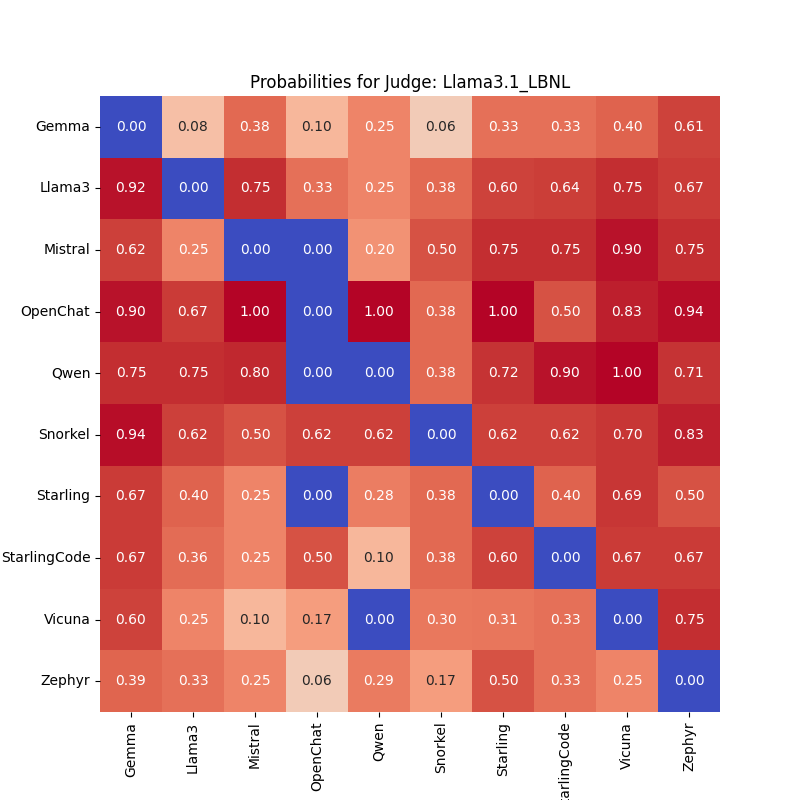 Probabilities for Judge: Llama3.1_LBNL
Gemma 0.00 0.08 0.38 0.10 0.25 0.06 0.33 0.33 0.40 0.61
Llama3 0.92 0.00 0.75 0.33 0.25 0.38 0.60 0.64 0.75 0.67
Mistral 0.62 0.25 0.00 0.00 0.20 0.50 0.75 0.75 0.90 0.75
OpenChat 0.90 0.67 1.00 0.00 1.00 0.38 1.00 0.50 0.83 0.94
Qwen 0.75 0.75 0.80 0.00 0.00 0.38 0.72 0.90 1.00 0.71
Snorkel 0.94 0.62 0.50 0.62 0.62 0.00 0.62 0.62 0.70 0.83
Starling 0.67 0.40 0.25 0.00 0.28 0.38 0.00 0.40 0.69 0.50
StarlingCode 0.67 0.36 0.25 0.50 0.10 0.38 0.60 0.00 0.67 0.67
Vicuna 0.60 0.25 0.10 0.17 0.00 0.30 0.31 0.33 0.00 0.75
Zephyr 0.39 0.33 0.25 0.06 0.29 0.17 0.50 0.33 0.25 0.00
Gemma Llama3 Mistral OpenChat Qwen Snorkel Starling arlingCode Vicuna Zephyr